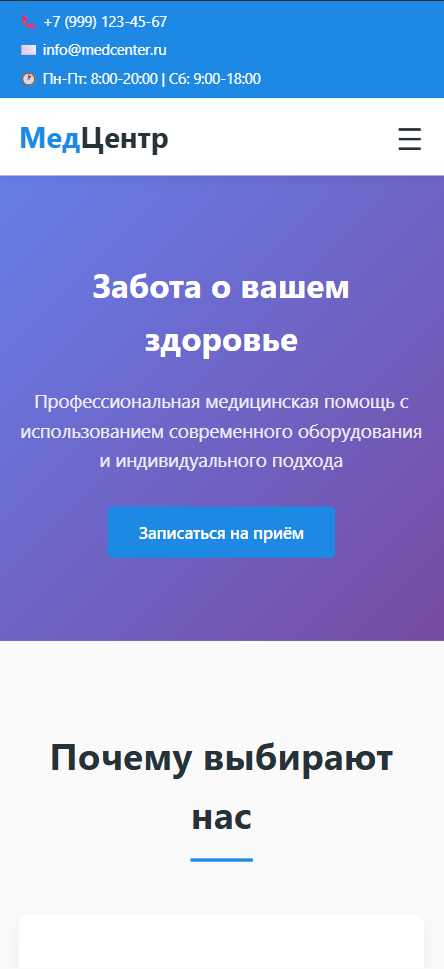 +7 (999) 123-45-67
info@medcenter.ru
Пн-Пт: 8:00-20:00 | Сб: 9:00-18:00
МедЦентр
Забота о вашем
здоровье
Профессиональная медицинская помощь с
использованием современного оборудования
и индивидуального подхода
Записаться на приём
Почему выбирают
нас